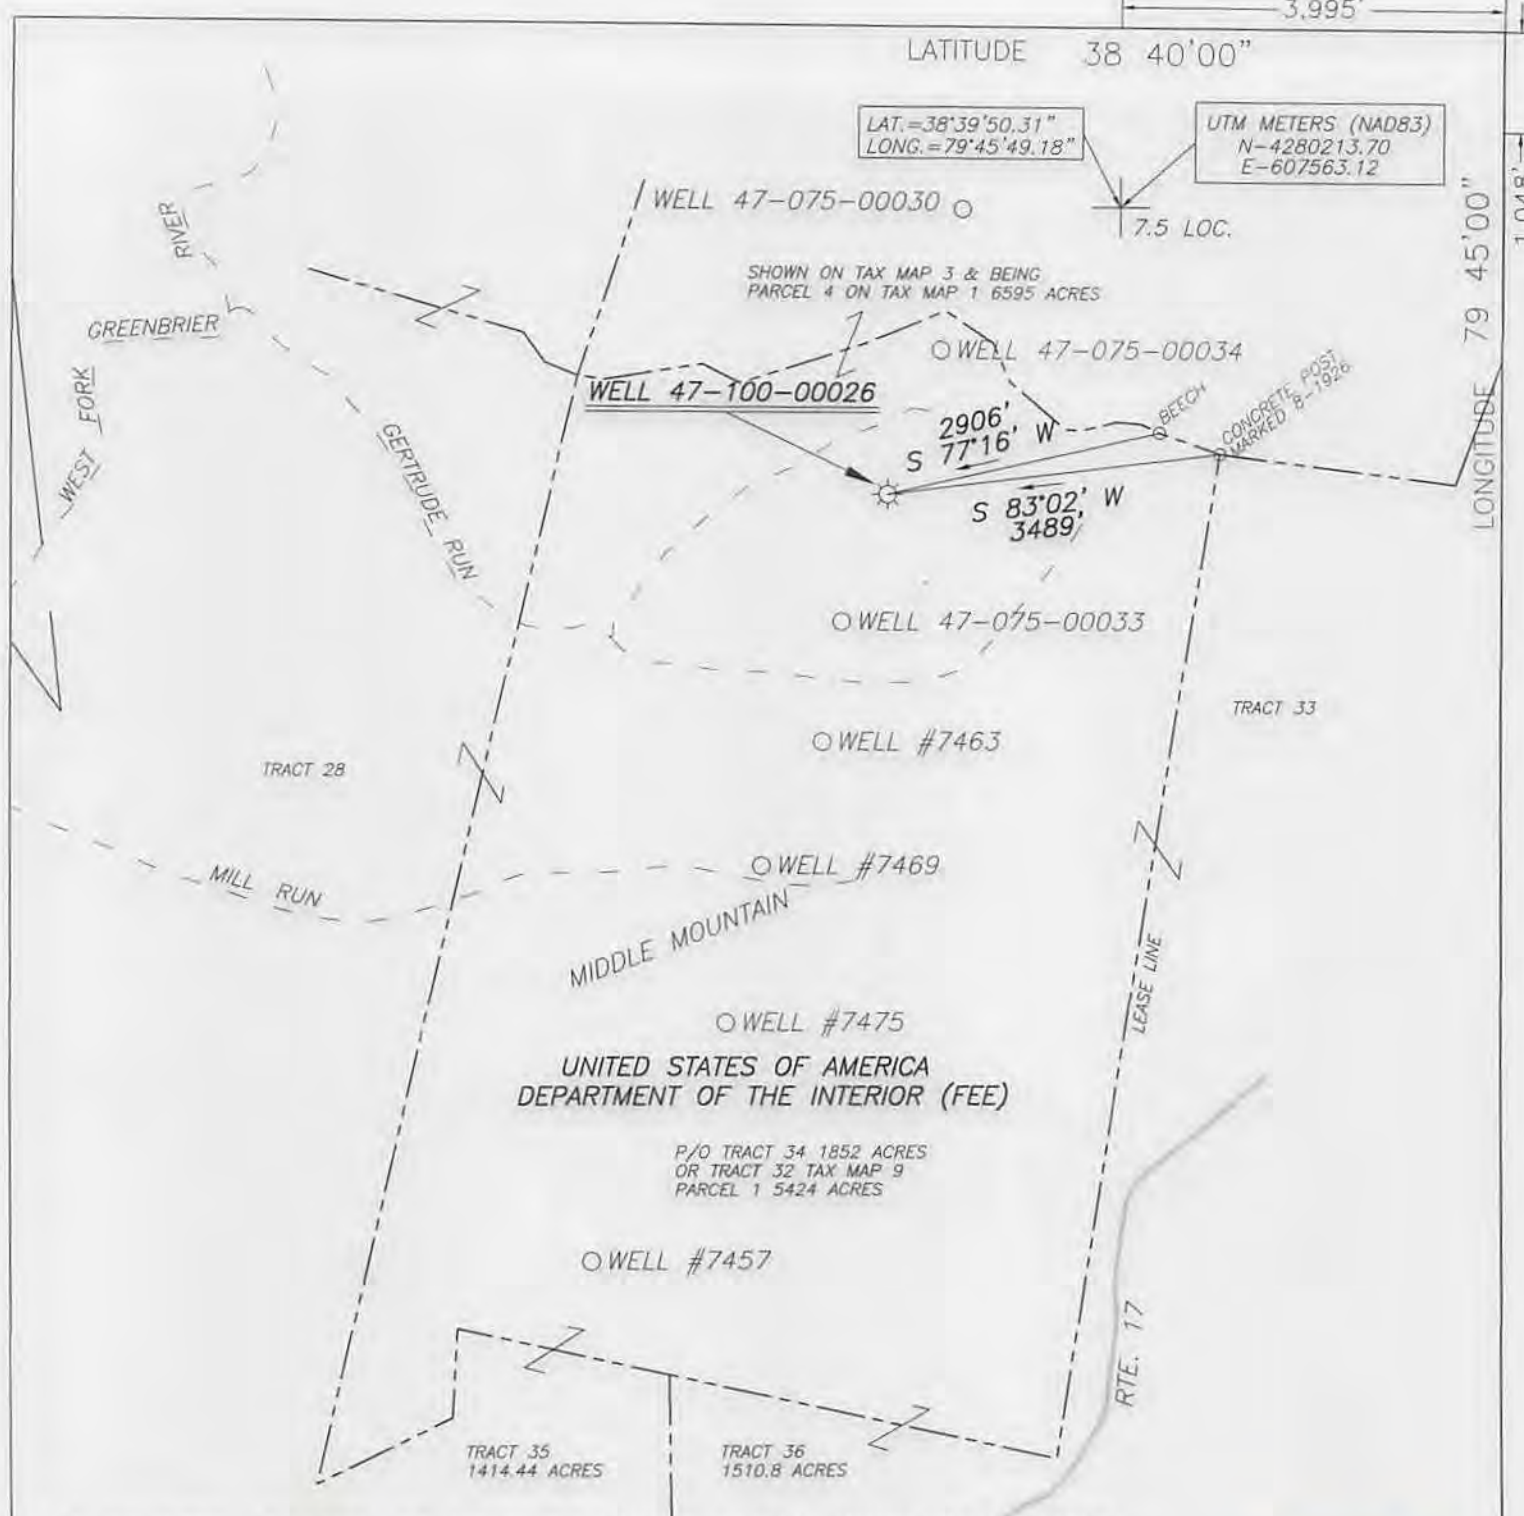 3,995'
LATITUDE 38 40'00"
LAT.=38°39'50.31"
LONG.=79°45'49.18"
UTM METERS (NAD83)
N-4280213.70
E-607563.12
7.5 LOC.
1,048'
LONGITUDE 79 45'00"
WELL 47-075-00030
RIVER
GREENBRIER
WEST FORK
SHOWN ON TAX MAP 3 & BEING
PARCEL 4 ON TAX MAP 1 6595 ACRES
WELL 47-075-00034
WELL 47-100-00026
BEECH
CONCRETE POST
MARKED 8-1926
2906'
S 77°16' W
S 83°02' W
3489'
GERTRUDE RUN
WELL 47-075-00033
WELL #7463
TRACT 33
TRACT 28
WELL #7469
MILL RUN
MIDDLE MOUNTAIN
LEASE LINE
WELL #7475
UNITED STATES OF AMERICA
DEPARTMENT OF THE INTERIOR (FEE)
P/O TRACT 34 1852 ACRES
OR TRACT 32 TAX MAP 9
PARCEL 1 5424 ACRES
WELL #7457
RTE. 17
TRACT 35
1414.44 ACRES
TRACT 36
1510.8 ACRES